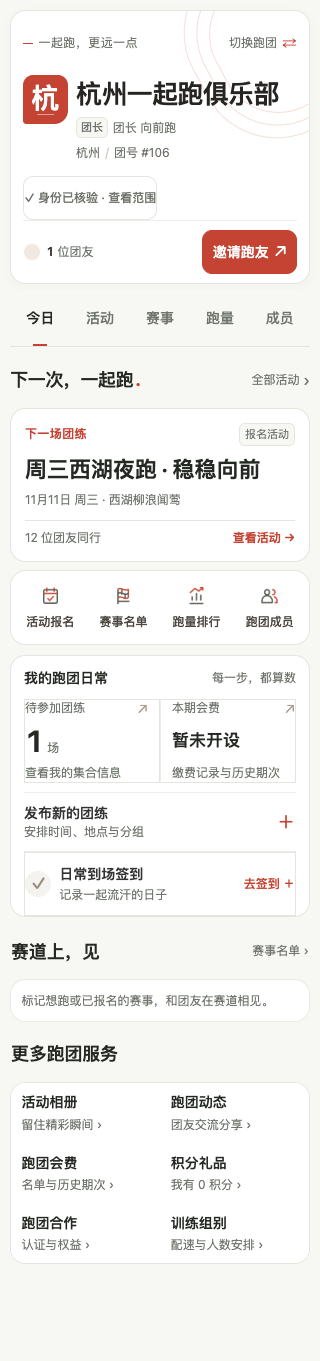 — 一起跑，更远一点
切换跑团
杭
杭州一起跑俱乐部
团长 团长 向前跑
杭州 / 团号 #106
✓ 身份已核验 · 查看范围
1 位团友
邀请跑友 ↗
今日 活动 赛事 跑量 成员
下一次，一起跑.
全部活动 ›
下一场团练
报名活动
周三西湖夜跑 · 稳稳向前
11月11日 周三 · 西湖柳浪闻莺
12 位团友同行
查看活动 →
活动报名 赛事名单 跑量排行 跑团成员
我的跑团日常
每一步，都算数
待参加团练 ↗
1 场
查看我的集合信息
本期会费 ↗
暂未开设
缴费记录与历史期次
发布新的团练
安排时间、地点与分组
+
日常到场签到
记录一起流汗的日子
去签到 +
赛道上，见
赛事名单 ›
标记想跑或已报名的赛事，和团友在赛道相见。
更多跑团服务
活动相册
留住精彩瞬间 ›
跑团动态
团友交流分享 ›
跑团会费
名单与历史期次 ›
积分礼品
我有 0 积分 ›
跑团合作
认证与权益 ›
训练组别
配速与人数安排 ›